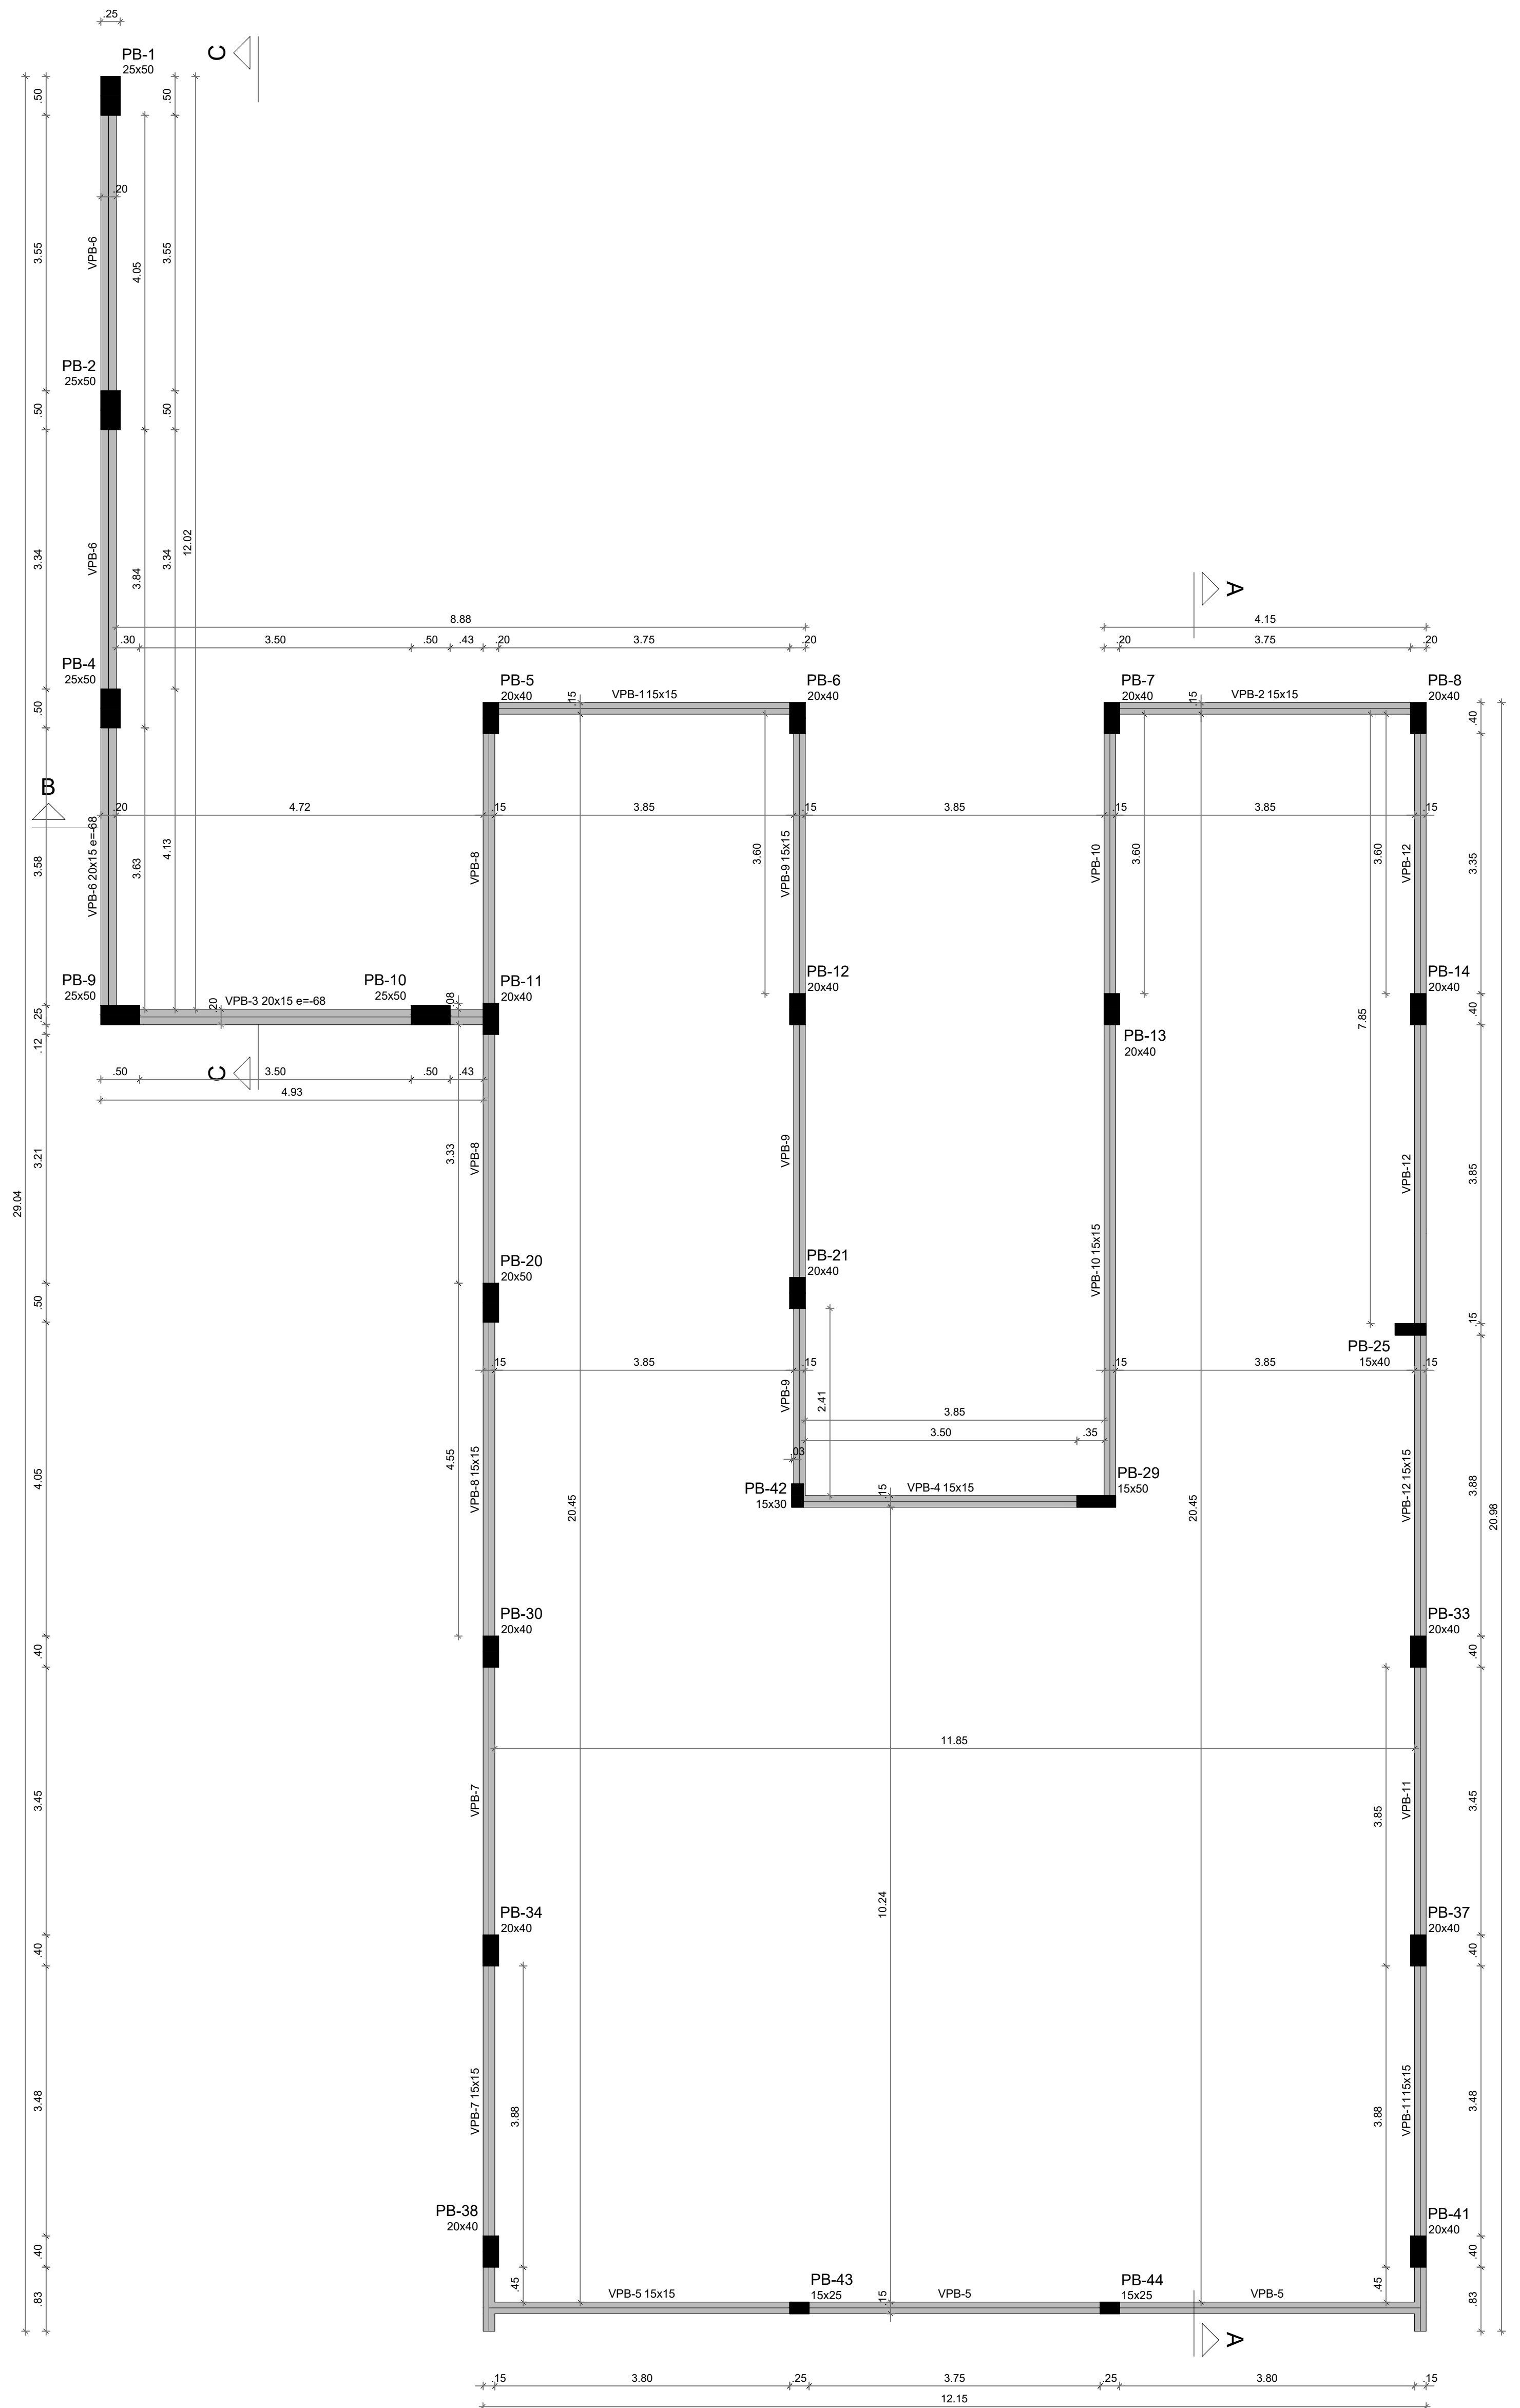 .25
C
PB-1
25x50
.50
.50
.20
3.55
VPB-6
4.05
3.55
PB-2
25x50
.50
.50
3.34
VPB-6
3.84
3.34
12.02
A
8.88
4.15
.30
3.50
.50
.43
.20
3.75
.20
.20
3.75
.20
PB-4
25x50
.50
PB-5
20x40
.15
VPB-1 15x15
PB-6
20x40
PB-7
20x40
.15
VPB-2 15x15
PB-8
20x40
.40
B
.20
4.72
.15
3.85
.15
3.85
.15
3.85
.15
3.58
VPB-6 20x15 e=-68
3.63
4.13
VPB-8
3.60
VPB-9 15x15
VPB-10
3.60
3.60
VPB-12
3.35
PB-9
25x50
PB-10
25x50
PB-11
20x40
PB-12
20x40
PB-14
20x40
.25
.12
.20
VPB-3 20x15 e=-68
.08
.40
PB-13
20x40
7.85
C
.50
3.50
.50
.43
4.93
3.21
3.33
VPB-8
VPB-9
VPB-12
3.85
29.04
PB-20
20x50
PB-21
20x40
VPB-10 15x15
.50
.15
PB-25
15x40
.15
3.85
.15
.15
3.85
.15
VPB-9
2.41
3.85
3.50
.35
.03
4.05
4.55
VPB-8 15x15
20.45
PB-42
15x30
.15
VPB-4 15x15
PB-29
15x50
20.45
VPB-12 15x15
3.88
20.98
PB-30
20x40
PB-33
20x40
.40
.40
11.85
3.45
VPB-7
3.85
VPB-11
3.45
10.24
PB-34
20x40
PB-37
20x40
.40
.40
3.48
VPB-7 15x15
3.88
3.88
VPB-11 15x15
3.48
PB-38
20x40
PB-41
20x40
.40
.40
.83
.45
VPB-5 15x15
PB-43
15x25
.15
VPB-5
PB-44
15x25
VPB-5
.45
.83
A
.15
3.80
.25
3.75
.25
3.80
.15
12.15